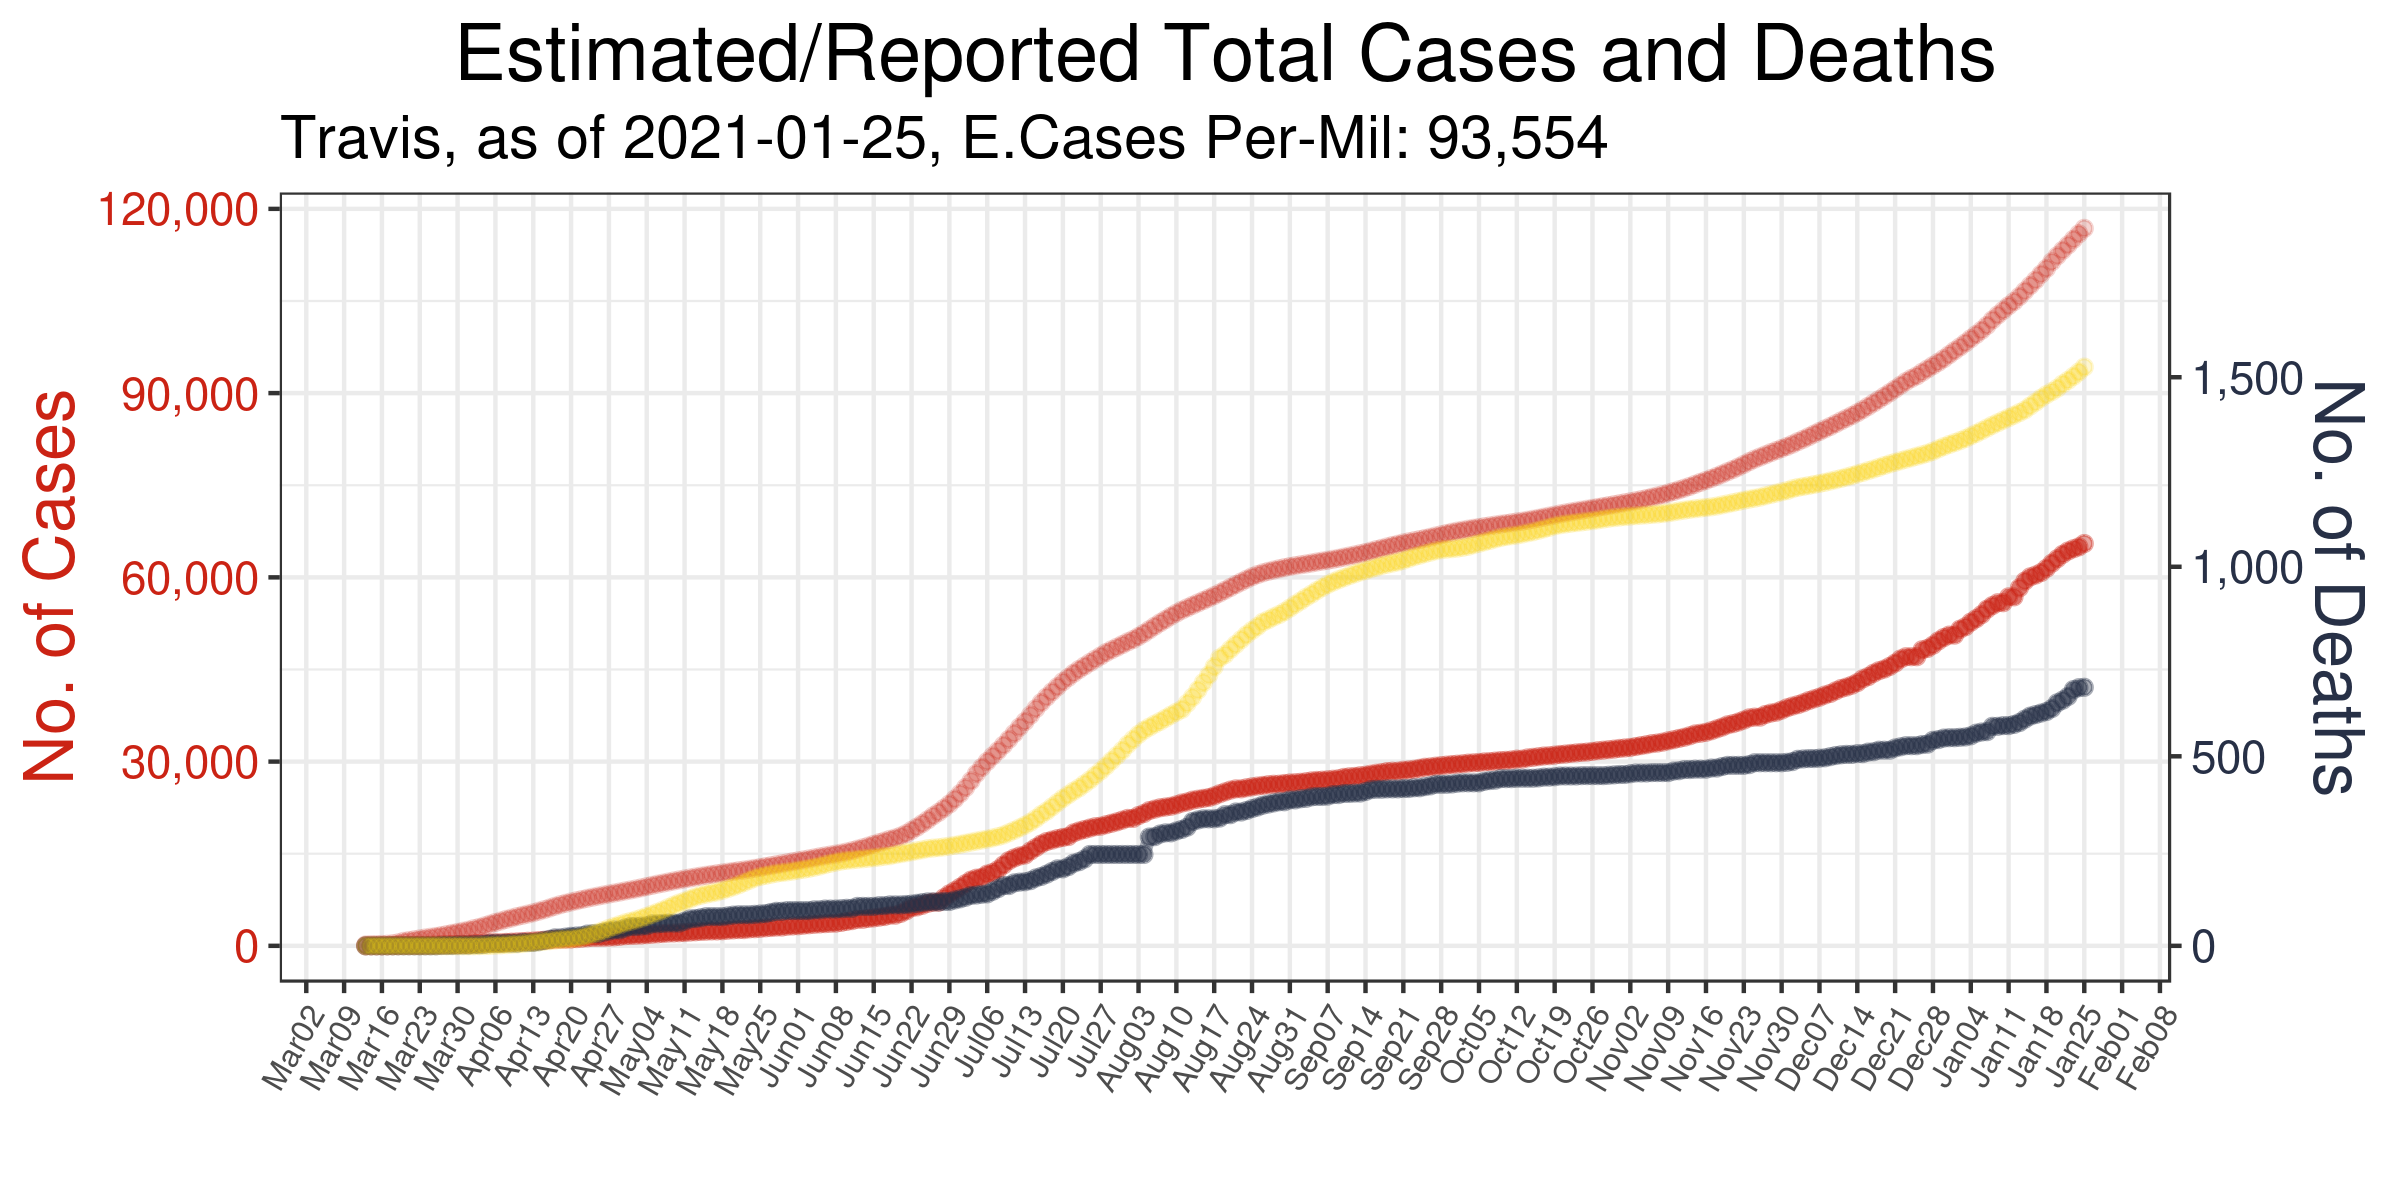 Estimated/Reported Total Cases and Deaths
Travis, as of 2021-01-25, E.Cases Per-Mil: 93,554
No. of Cases
120,000
90,000
60,000
30,000
0
1,500
1,000
500
0
No. of Deaths
Mar02
Mar09
Mar16
Mar23
Mar30
Apr06
Apr13
Apr20
Apr27
May04
May11
May18
May25
Jun01
Jun08
Jun15
Jun22
Jun29
Jul06
Jul13
Jul20
Jul27
Aug03
Aug10
Aug17
Aug24
Aug31
Sep07
Sep14
Sep21
Sep28
Oct05
Oct12
Oct19
Oct26
Nov02
Nov09
Nov16
Nov23
Nov30
Dec07
Dec14
Dec21
Dec28
Jan04
Jan11
Jan18
Jan25
Feb01
Feb08